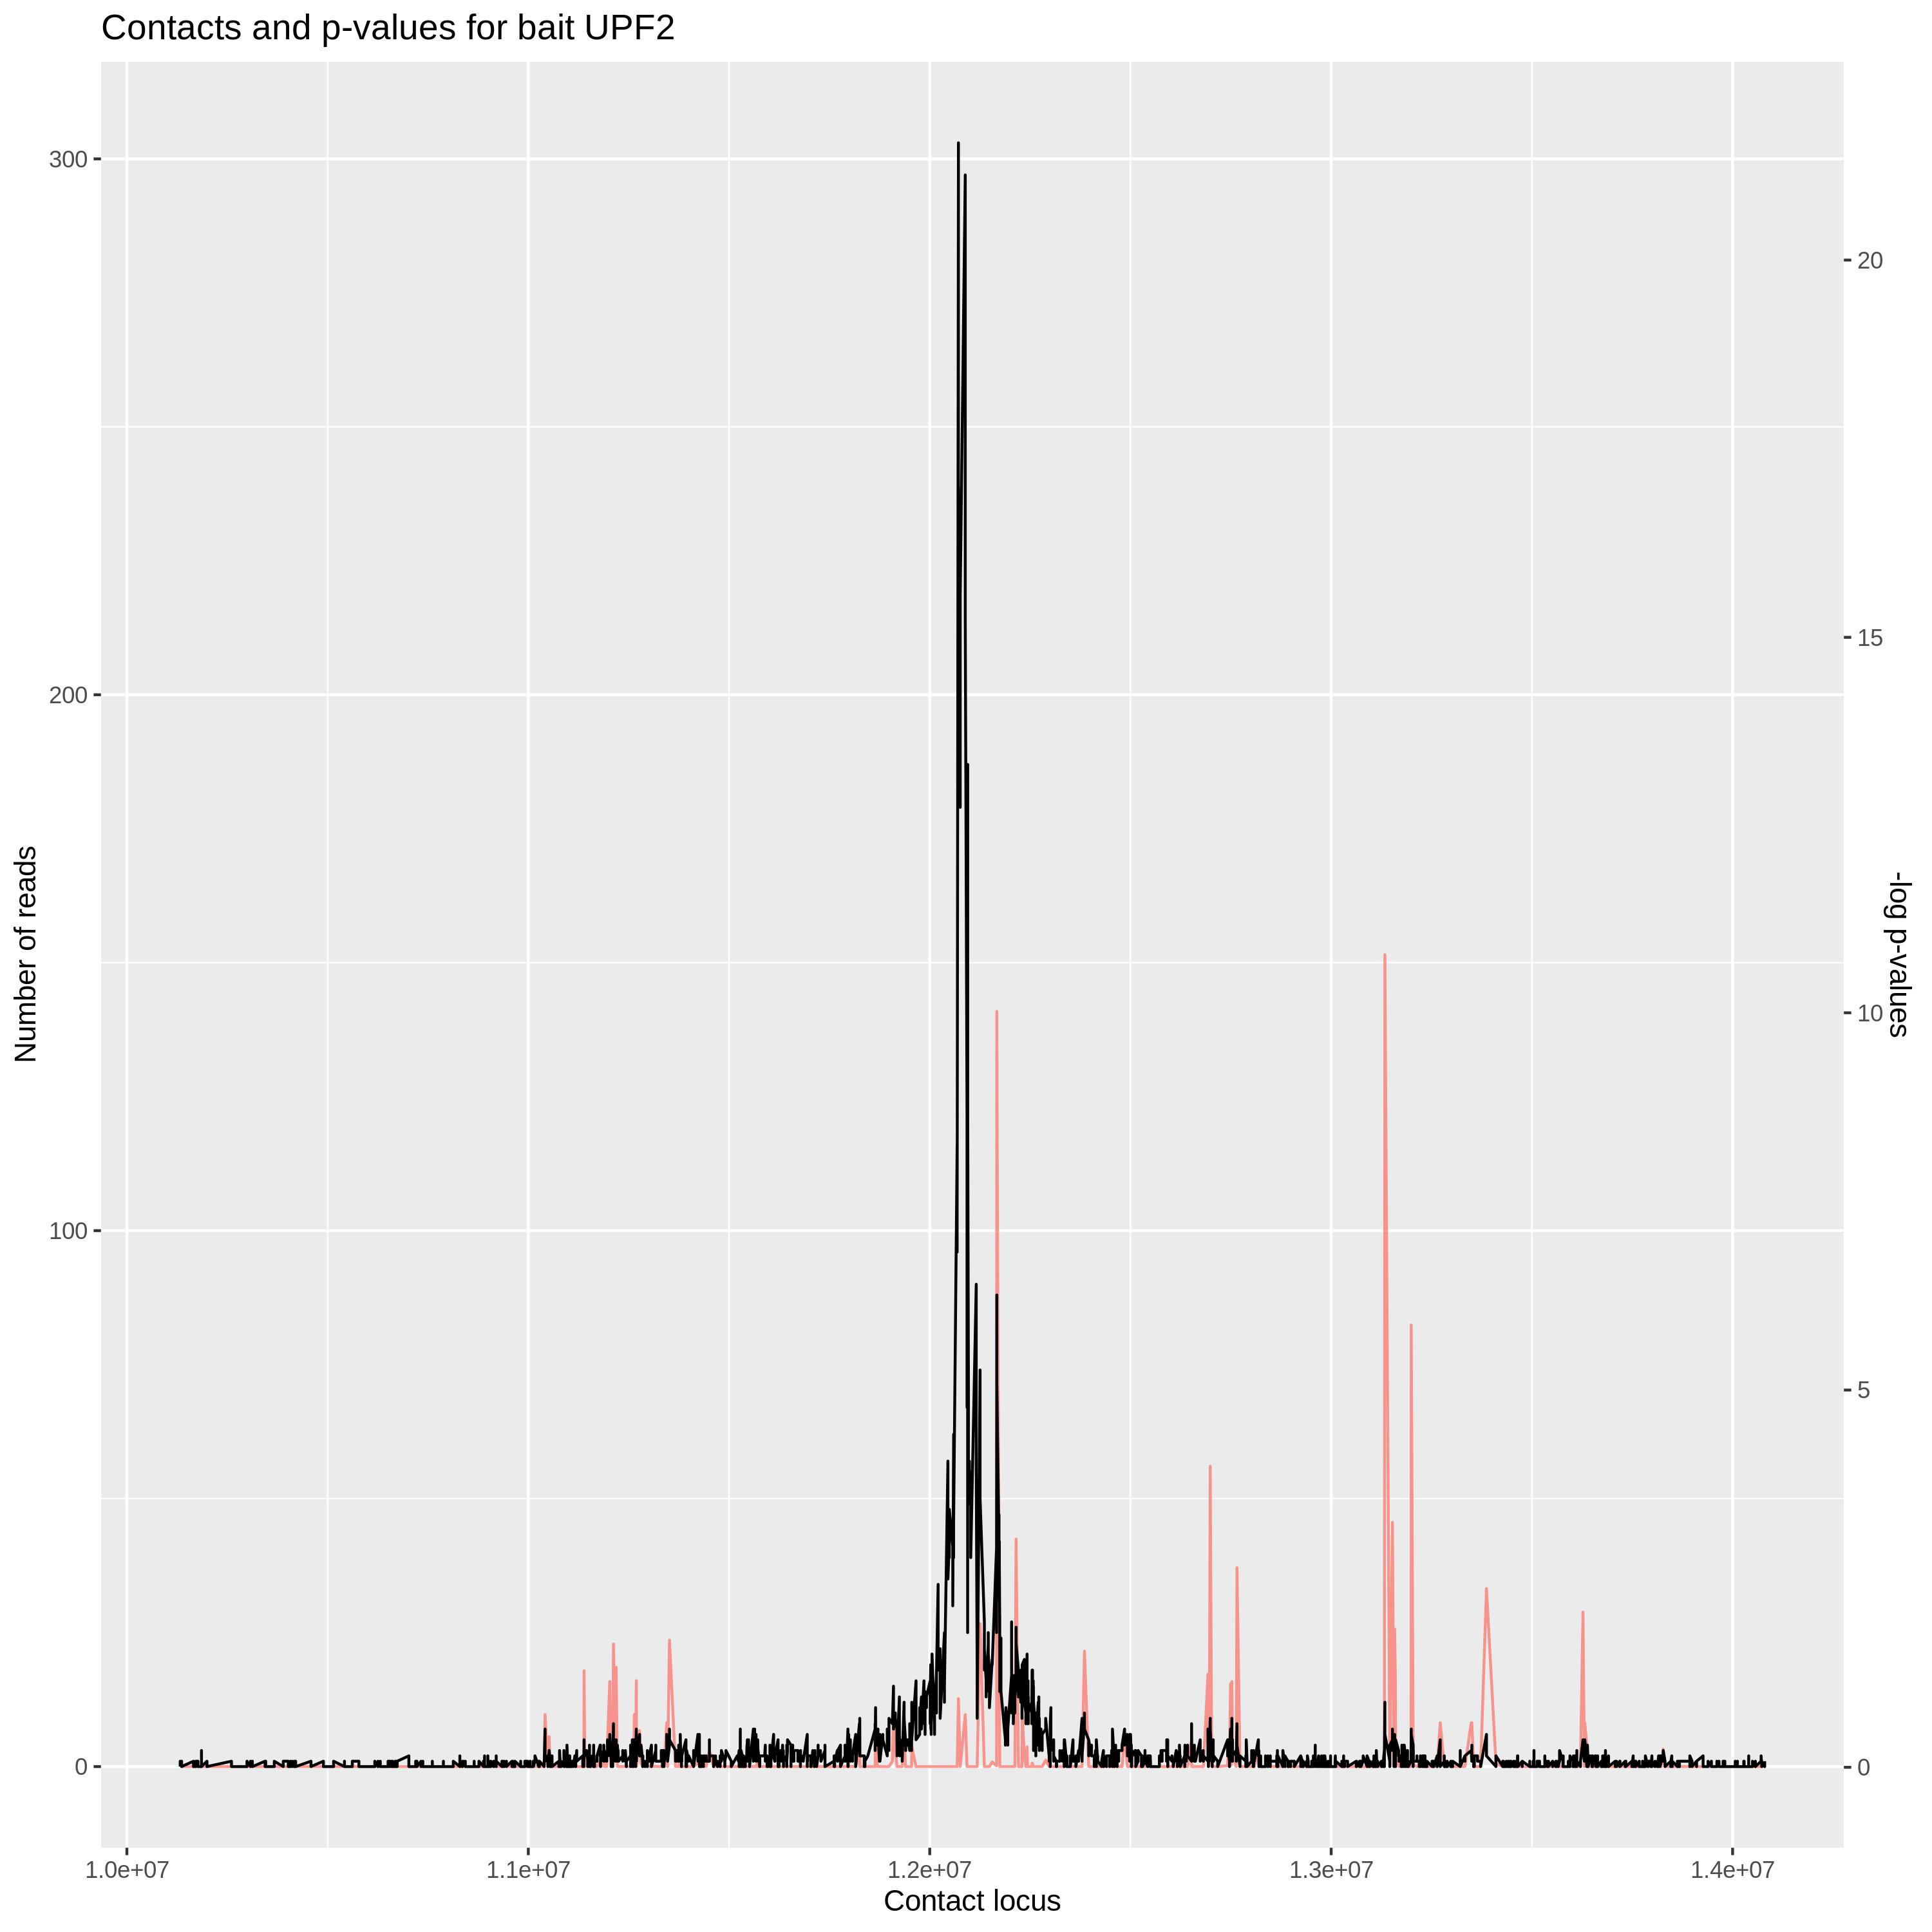 Contacts and p-values for bait UPF2
300
200
100
0
Number of reads
20
15
10
5
0
-log p-values
1.0e+07
1.1e+07
1.2e+07
1.3e+07
1.4e+07
Contact locus